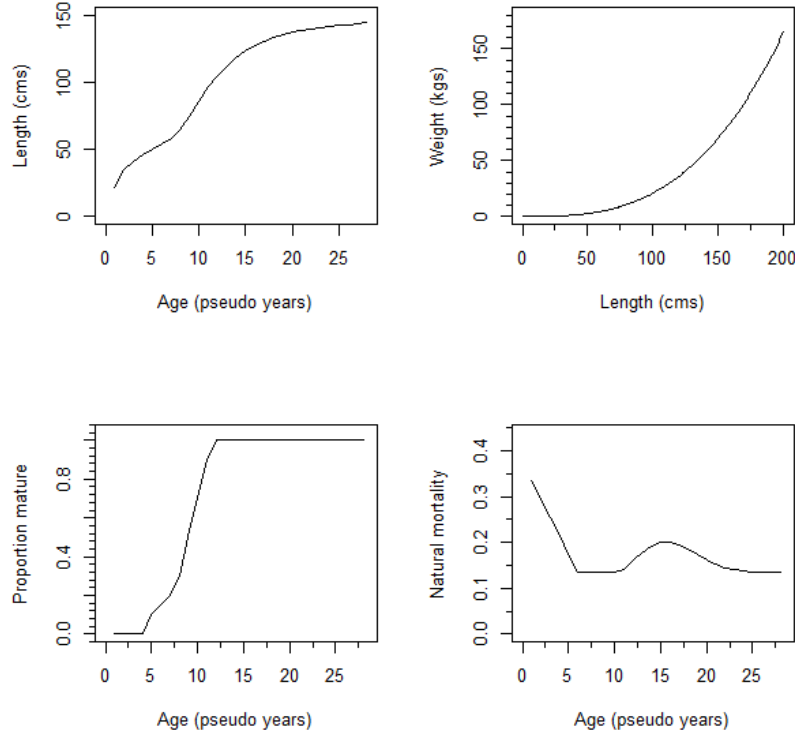 Length (cms)
0 50 100 150
0 5 10 15 20 25
Age (pseudo years)
Weight (kgs)
0 50 100 150
0 50 100 150 200
Length (cms)
Proportion mature
0.0 0.4 0.8
0 5 10 15 20 25
Age (pseudo years)
Natural mortality
0.0 0.1 0.2 0.3 0.4
0 5 10 15 20 25
Age (pseudo years)